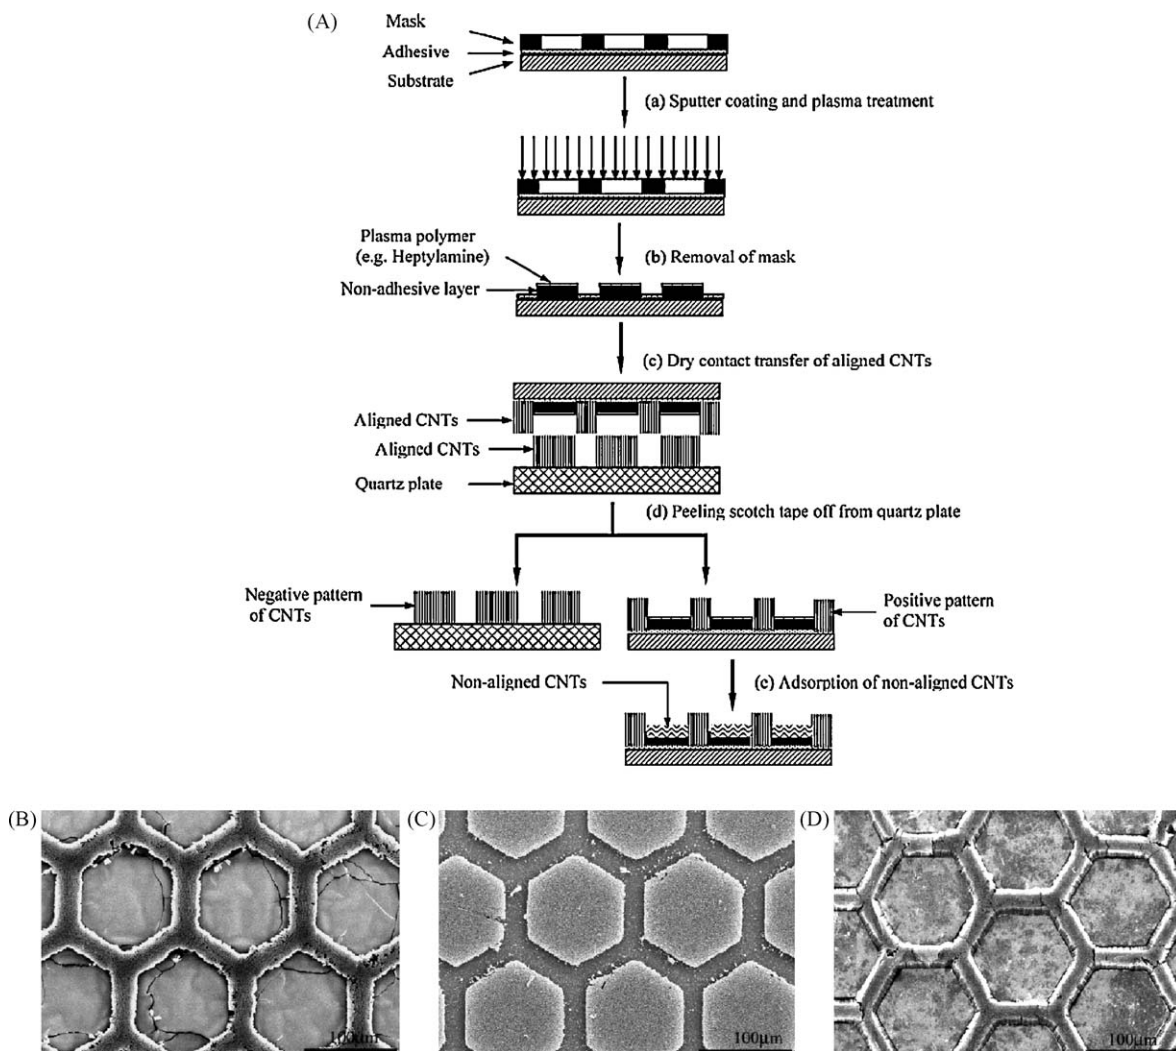 (A)
Mask
Adhesive
Substrate
(a) Sputter coating and plasma treatment
Plasma polymer
(e.g. Heptylamine)
(b) Removal of mask
Non-adhesive layer
(c) Dry contact transfer of aligned CNTs
Aligned CNTs
Aligned CNTs
Quartz plate
(d) Peeling scotch tape off from quartz plate
Negative pattern
of CNTs
Positive pattern
of CNTs
Non-aligned CNTs
(e) Adsorption of non-aligned CNTs
(B)
(C)
(D)
100µm
100µm
100µm